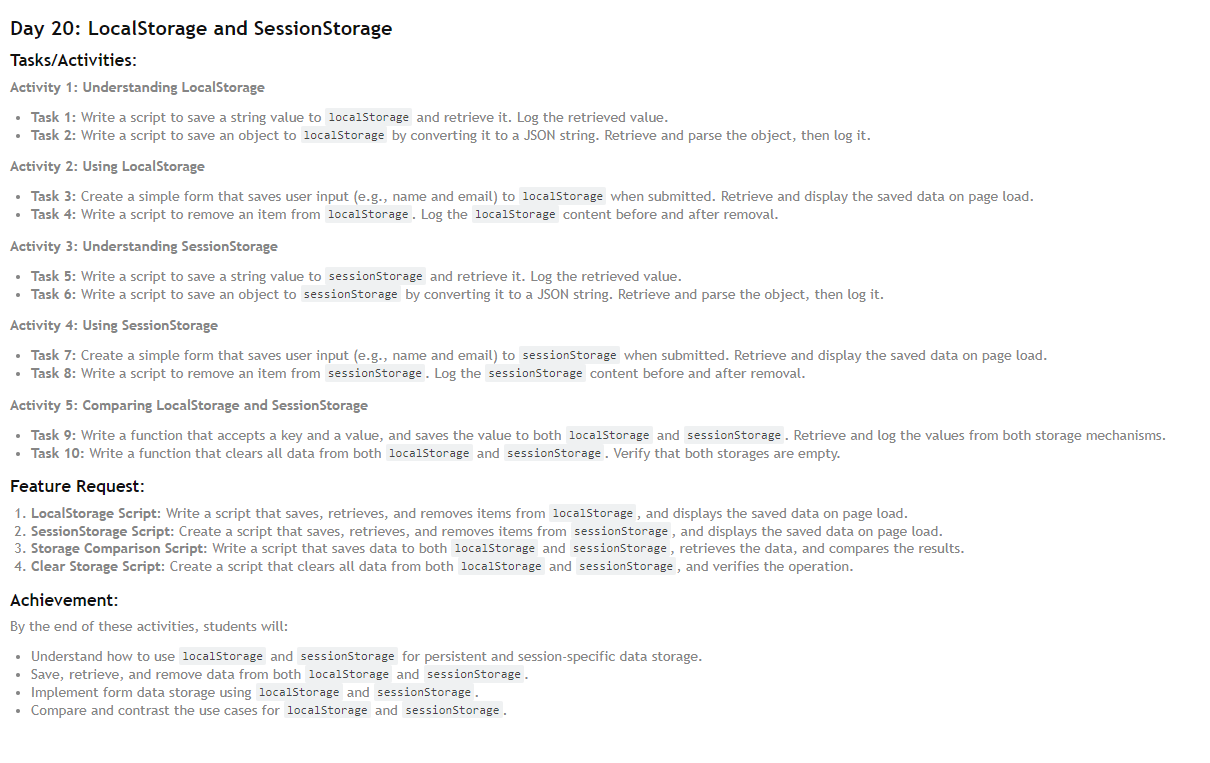 Day 20: LocalStorage and SessionStorage
Tasks/Activities:
Activity 1: Understanding LocalStorage
• Task 1: Write a script to save a string value to localStorage and retrieve it. Log the retrieved value.
• Task 2: Write a script to save an object to localStorage by converting it to a JSON string. Retrieve and parse the object, then log it.
Activity 2: Using LocalStorage
• Task 3: Create a simple form that saves user input (e.g., name and email) to localStorage when submitted. Retrieve and display the saved data on page load.
• Task 4: Write a script to remove an item from localStorage. Log the localStorage content before and after removal.
Activity 3: Understanding SessionStorage
• Task 5: Write a script to save a string value to sessionStorage and retrieve it. Log the retrieved value.
• Task 6: Write a script to save an object to sessionStorage by converting it to a JSON string. Retrieve and parse the object, then log it.
Activity 4: Using SessionStorage
• Task 7: Create a simple form that saves user input (e.g., name and email) to sessionStorage when submitted. Retrieve and display the saved data on page load.
• Task 8: Write a script to remove an item from sessionStorage. Log the sessionStorage content before and after removal.
Activity 5: Comparing LocalStorage and SessionStorage
• Task 9: Write a function that accepts a key and a value, and saves the value to both localStorage and sessionStorage. Retrieve and log the values from both storage mechanisms.
• Task 10: Write a function that clears all data from both localStorage and sessionStorage. Verify that both storages are empty.
Feature Request:
1. LocalStorage Script: Write a script that saves, retrieves, and removes items from localStorage, and displays the saved data on page load.
2. SessionStorage Script: Create a script that saves, retrieves, and removes items from sessionStorage, and displays the saved data on page load.
3. Storage Comparison Script: Write a script that saves data to both localStorage and sessionStorage, retrieves the data, and compares the results.
4. Clear Storage Script: Create a script that clears all data from both localStorage and sessionStorage, and verifies the operation.
Achievement:
By the end of these activities, students will:
• Understand how to use localStorage and sessionStorage for persistent and session-specific data storage.
• Save, retrieve, and remove data from both localStorage and sessionStorage.
• Implement form data storage using localStorage and sessionStorage.
• Compare and contrast the use cases for localStorage and sessionStorage.